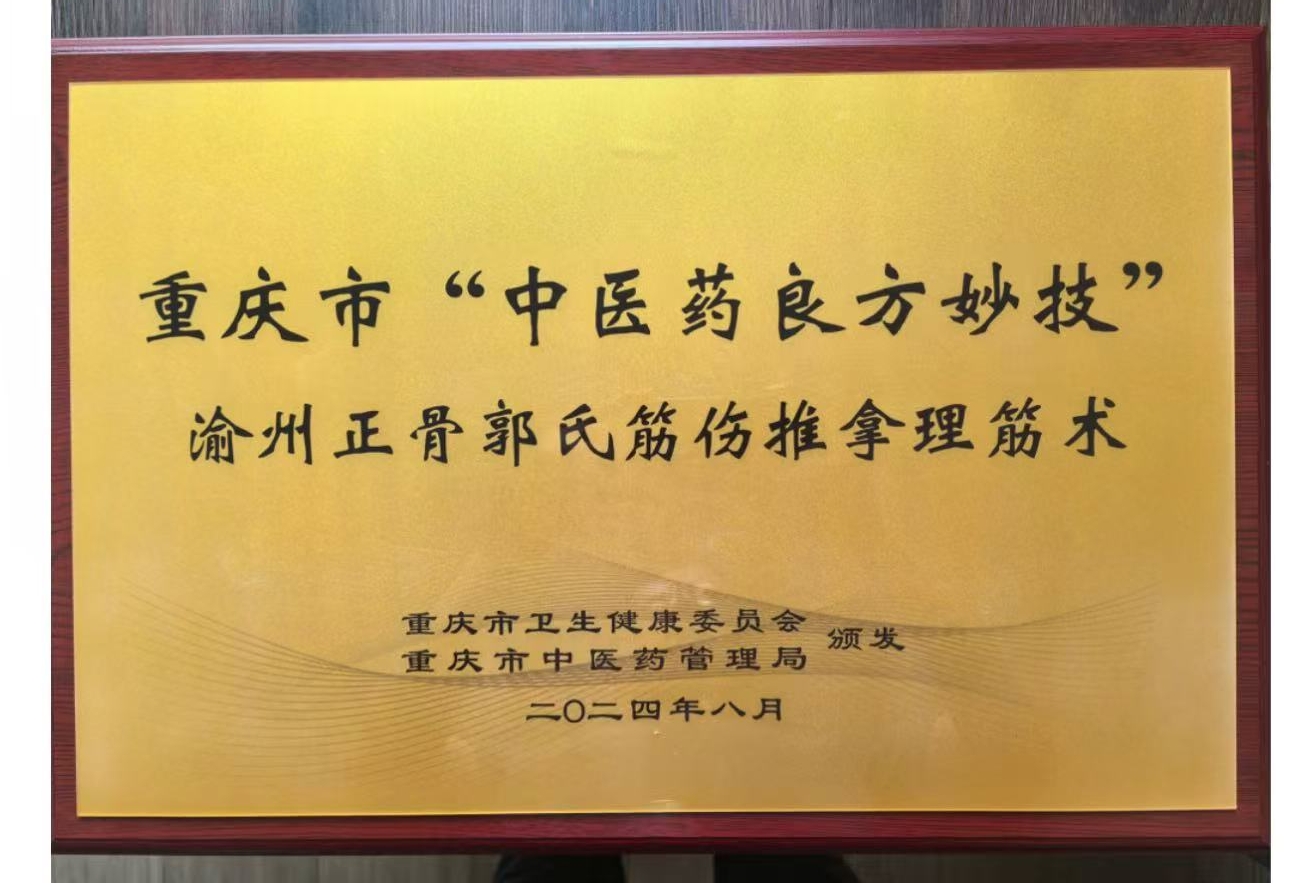 重庆市“中医药良方妙技”
渝州正骨郭氏筋伤推拿理筋术
重庆市卫生健康委员会
重庆市中医药管理局
颁发
二〇二四年八月